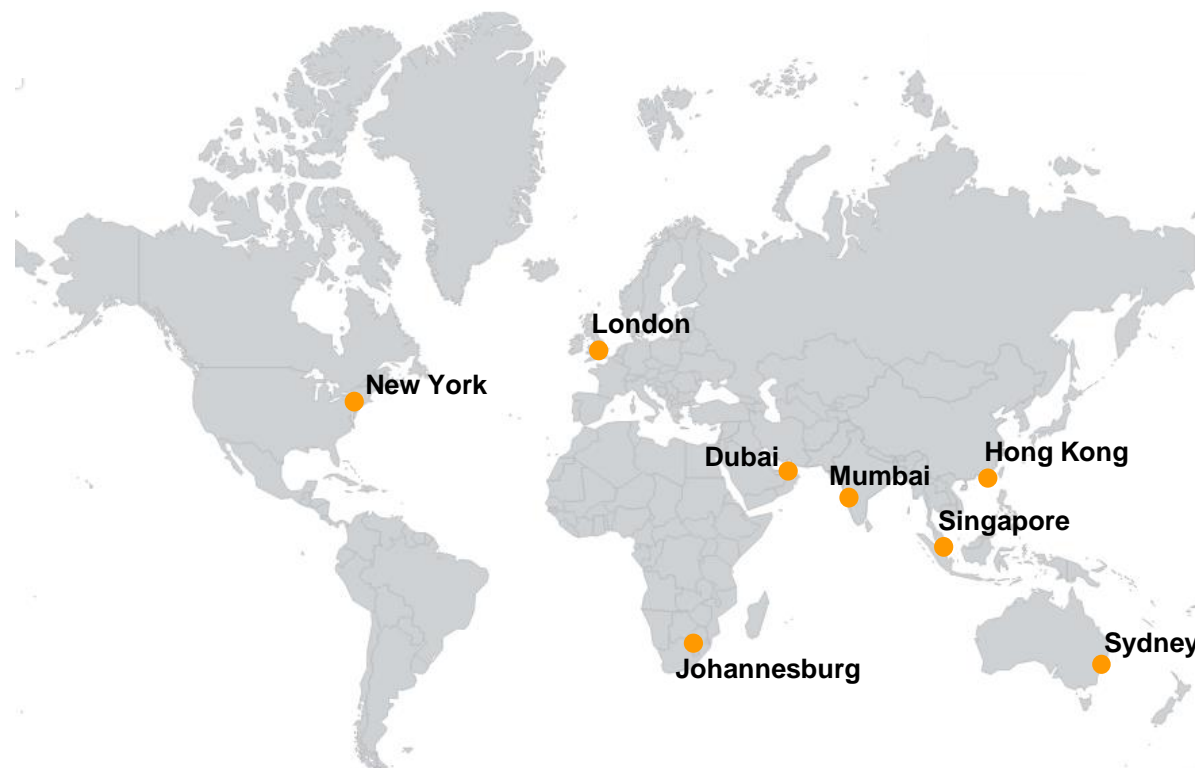 London
New York
Dubai
Hong Kong
Mumbai
Singapore
Sydney
Johannesburg